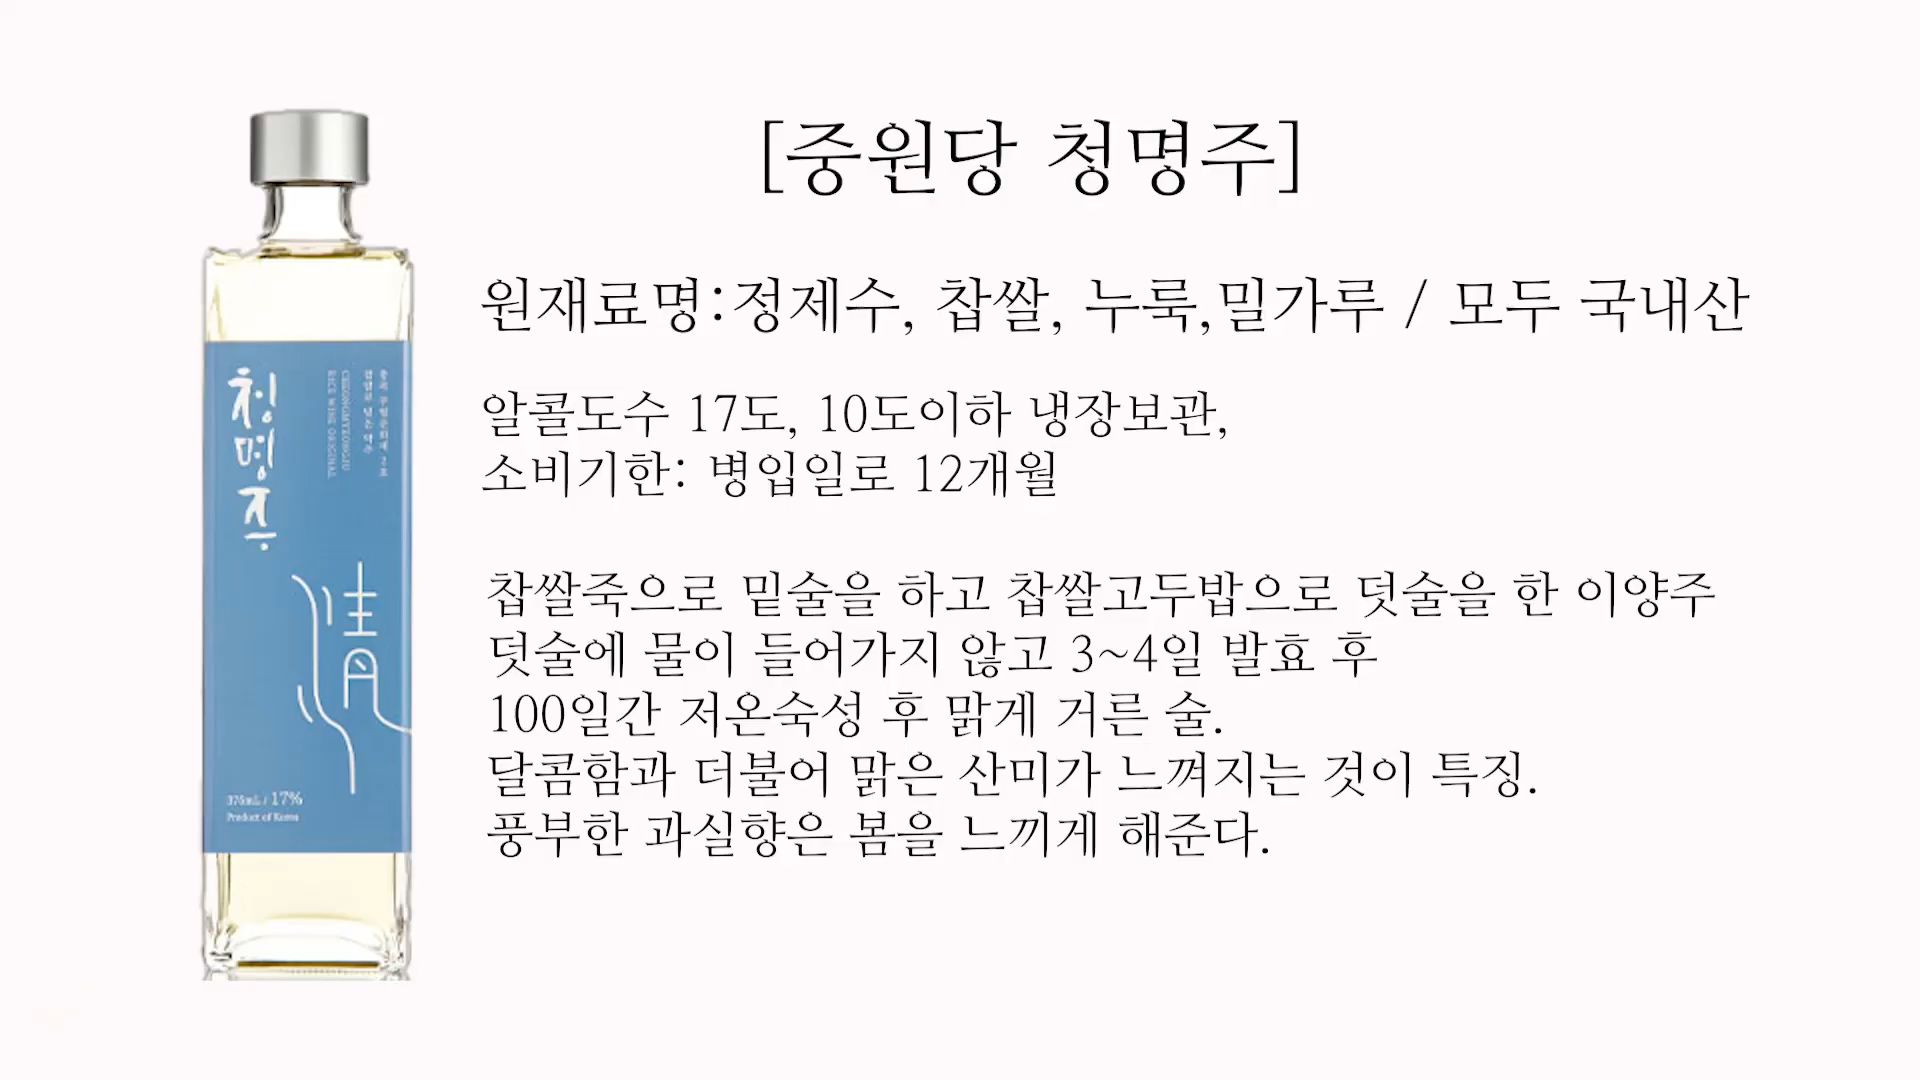 [중원당 청명주]
원재료명:정제수, 찹쌀, 누룩,밀가루 / 모두 국내산
알콜도수 17도, 10도이하 냉장보관,
소비기한: 병입일로 12개월
찹쌀죽으로 밑술을 하고 찹쌀고두밥으로 덧술을 한 이양주
덧술에 물이 들어가지 않고 3~4일 발효 후
100일간 저온숙성 후 맑게 거른 술.
달콤함과 더불어 맑은 산미가 느껴지는 것이 특징.
풍부한 과실향은 봄을 느끼게 해준다.
청명주
CHEONGMYEONGJU
RICE WINE ORIGINAL
淸
375mL / 17%
Product of Korea